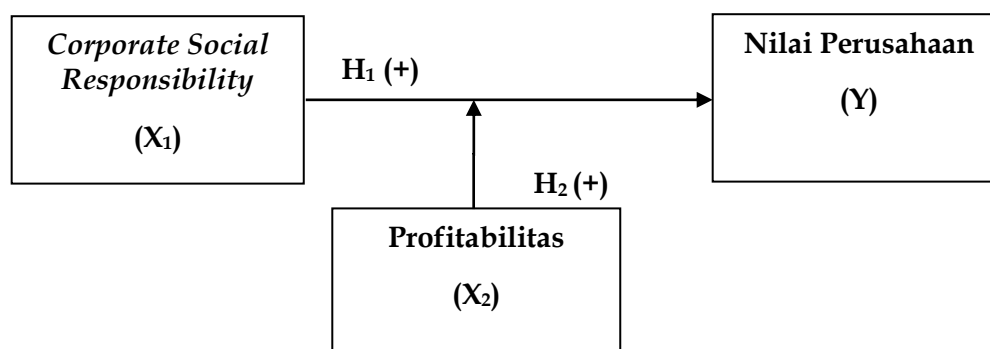 Corporate Social
Responsibility
(X₁)
H₁ (+)
Nilai Perusahaan
(Y)
H₂ (+)
Profitabilitas
(X₂)